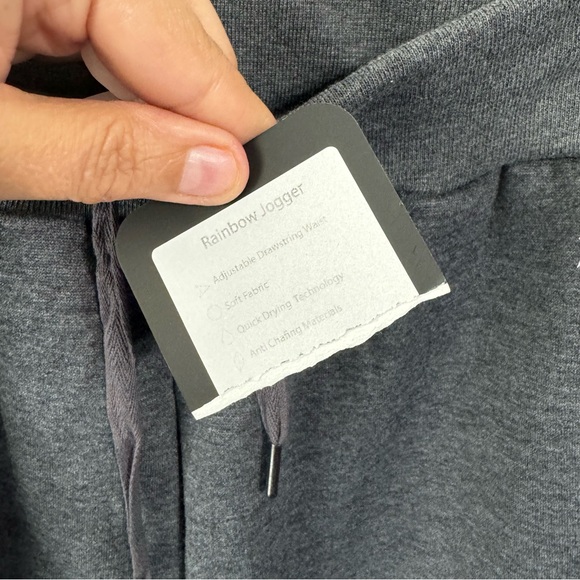 Rainbow Jogger
Adjustable Drawstring Waist
Soft Fabric
Quick Drying Technology
Anti Chafing Materials